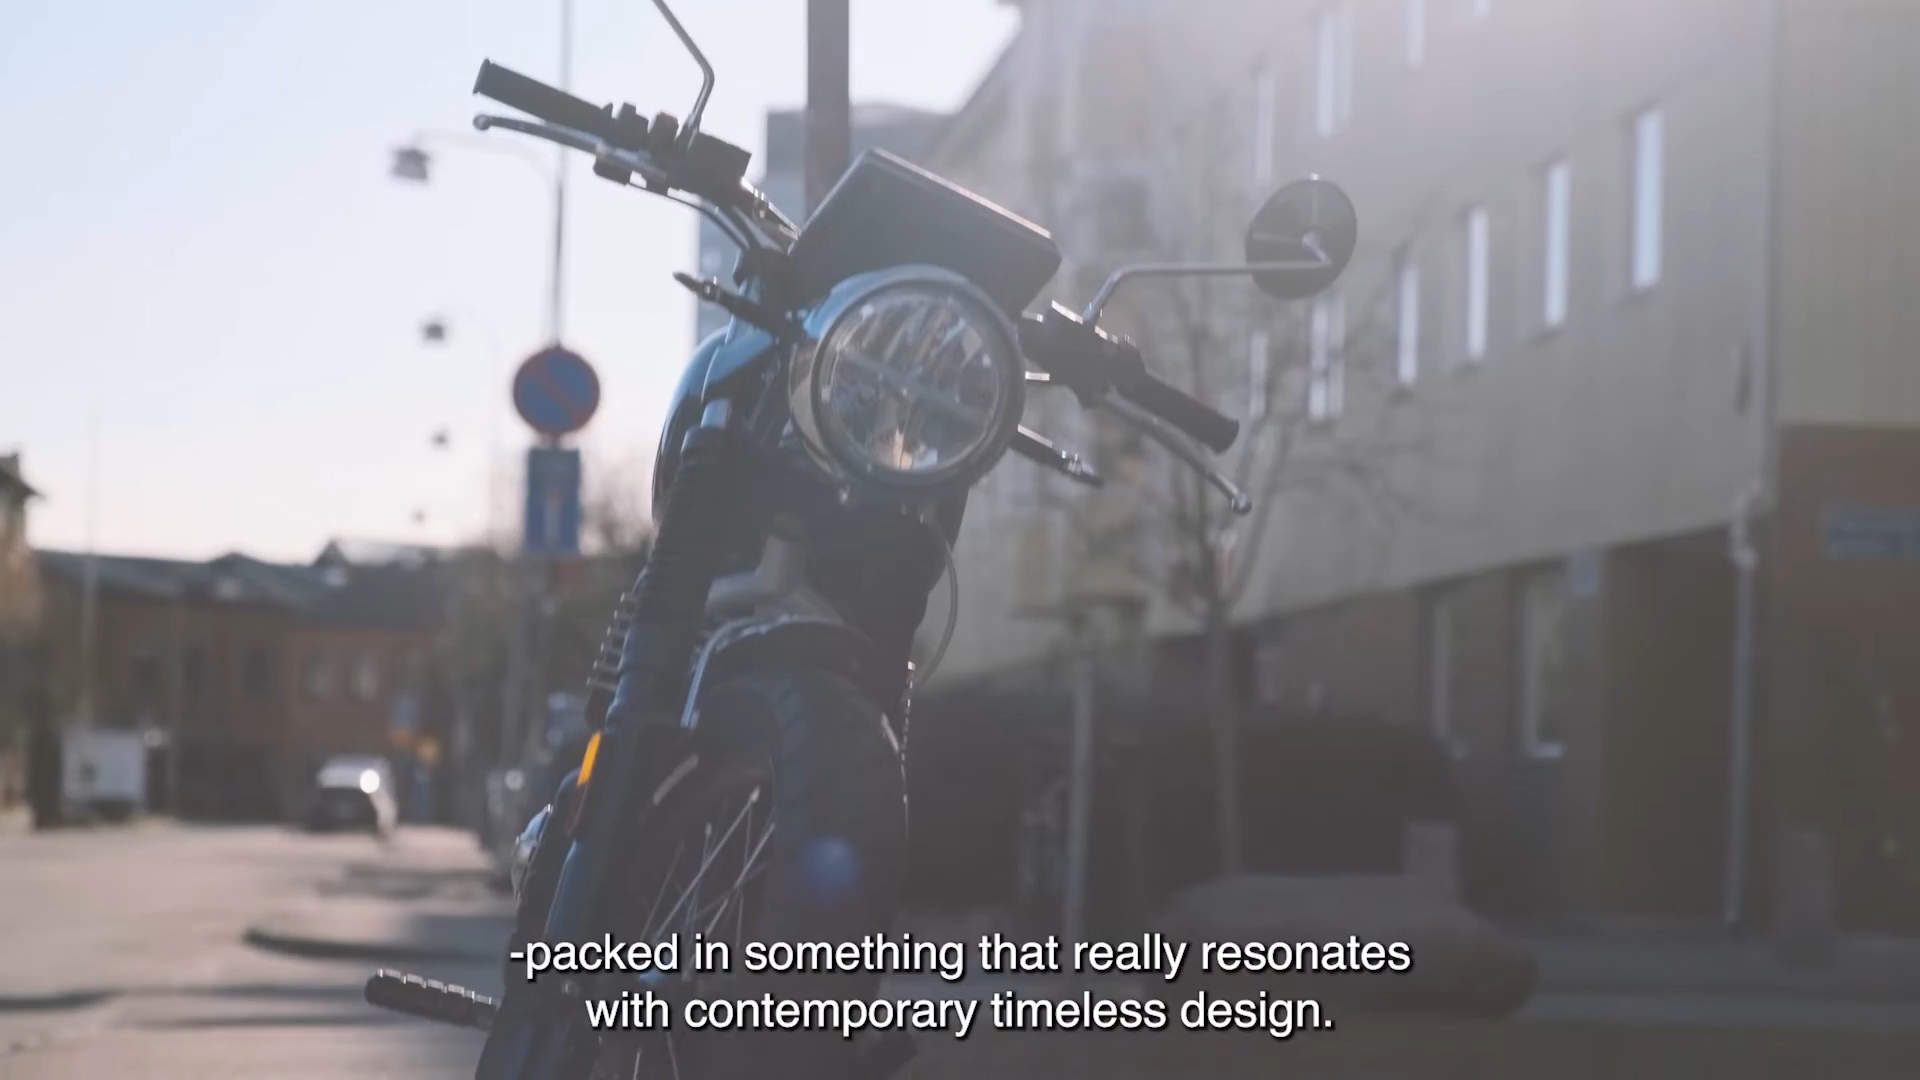 -packed in something that really resonates
with contemporary timeless design.